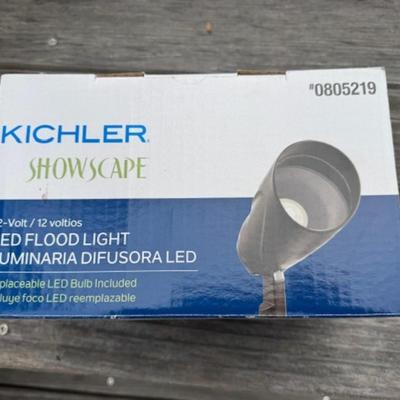 #0805219
KICHLER®
SHOWSCAPE
2-Volt / 12 voltios
ED FLOOD LIGHT
UMINARIA DIFUSORA LED
placeable LED Bulb Included
luye foco LED reemplazable